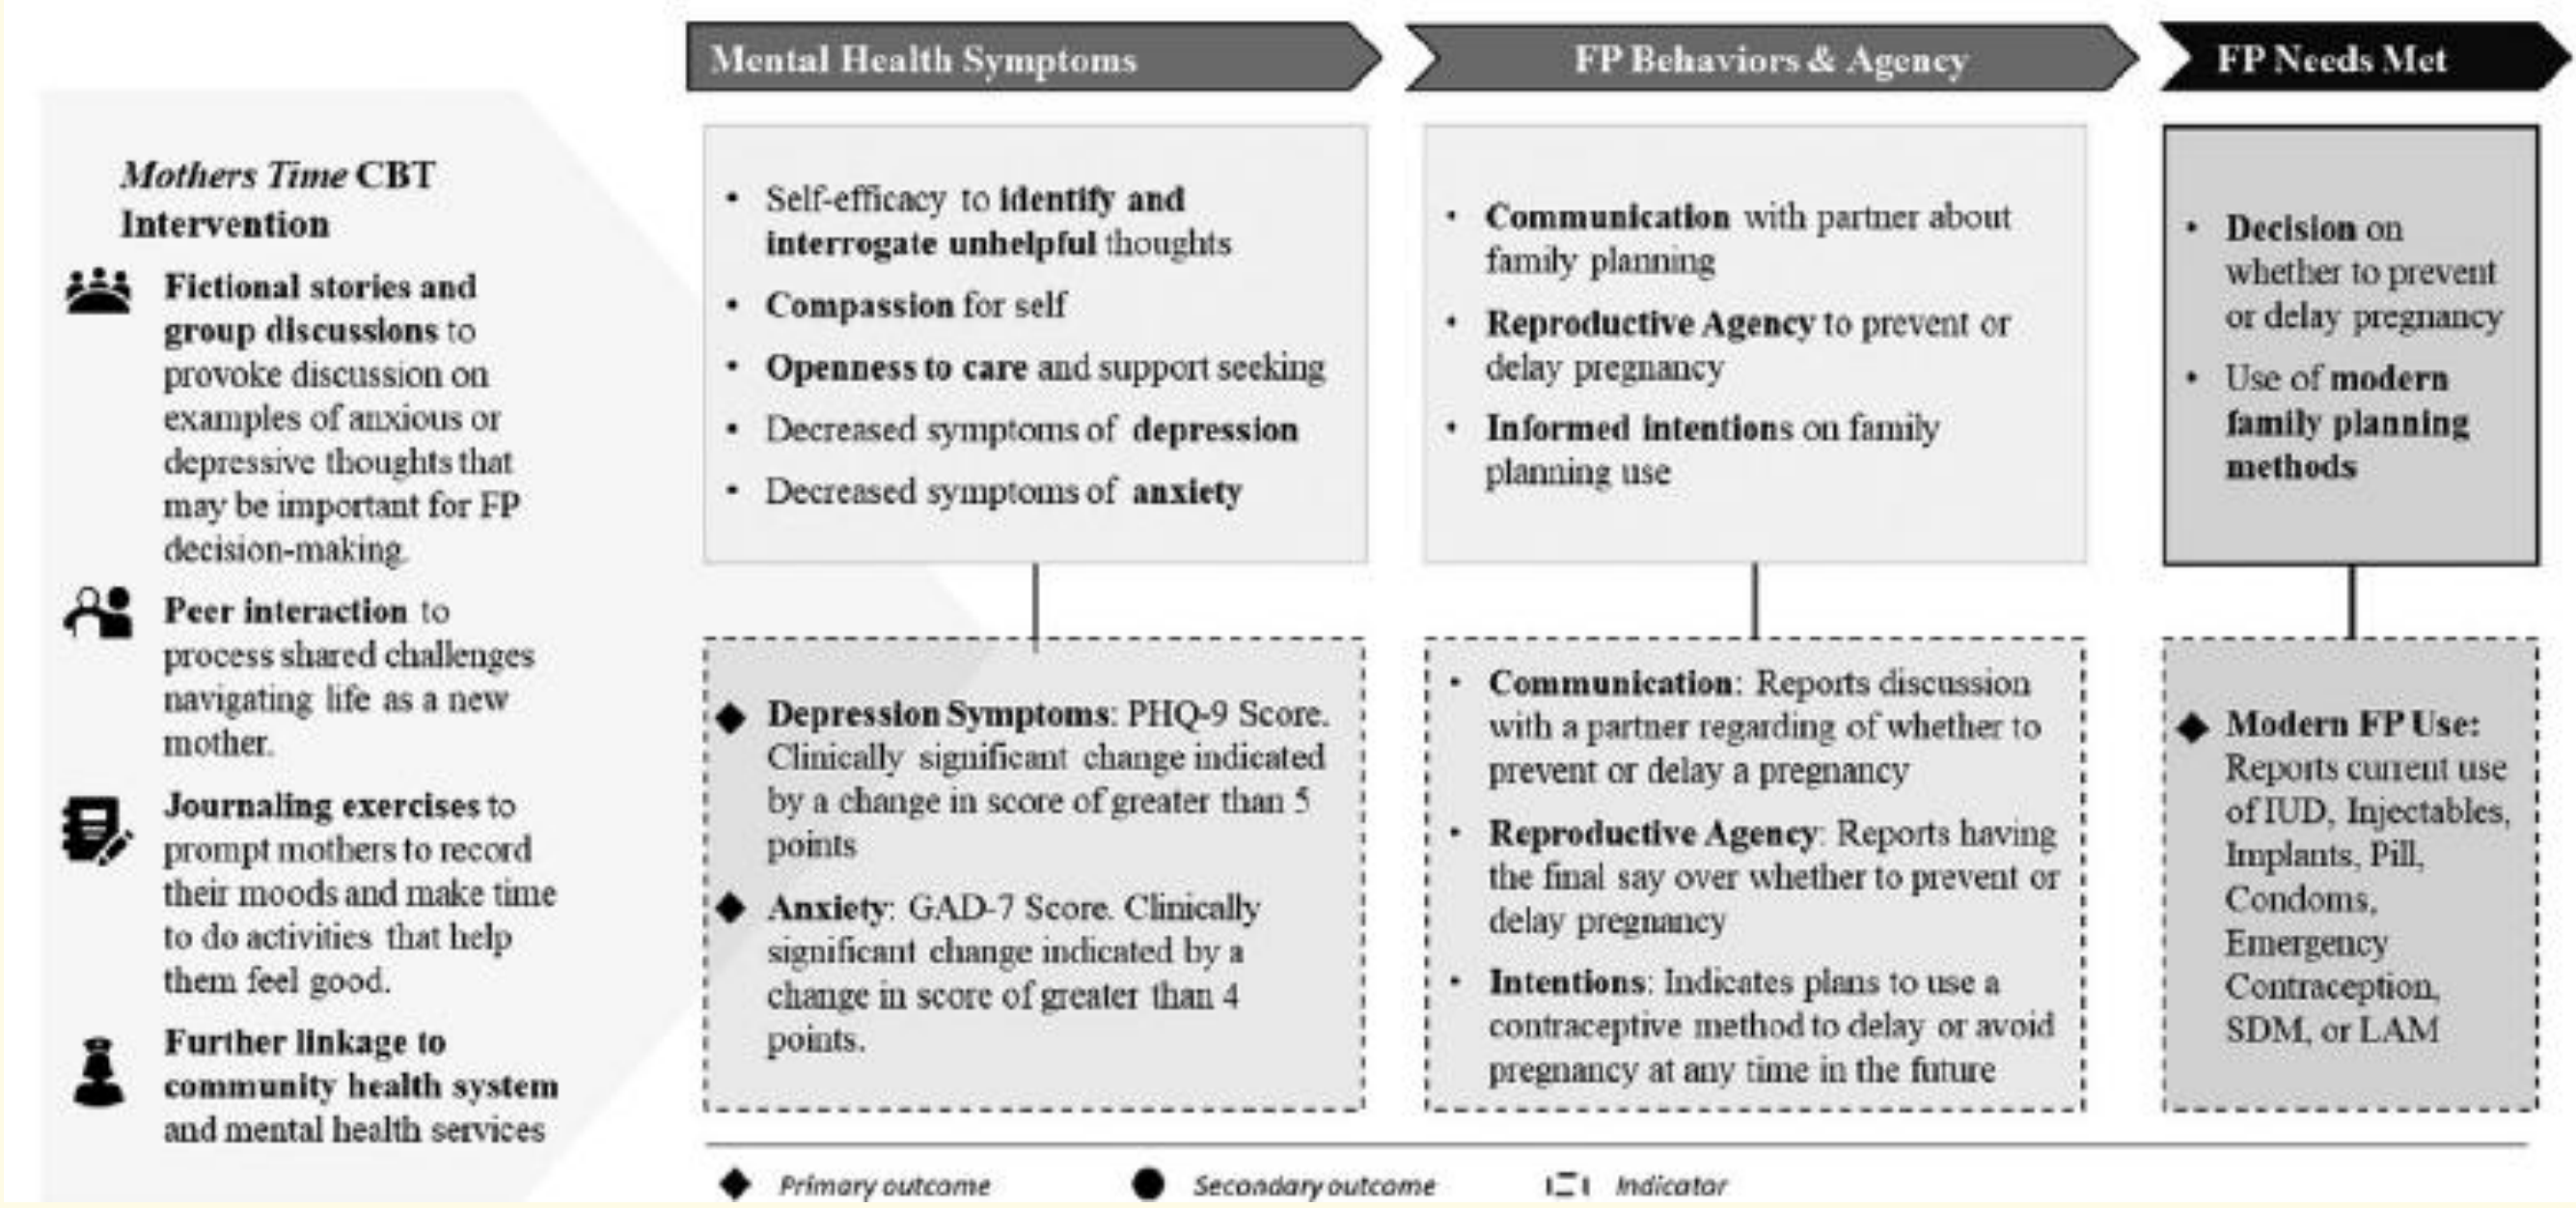 Mothers Time CBT
Intervention
Fictional stories and
group discussions to
provoke discussion on
examples of anxious or
depressive thoughts that
may be important for FP
decision-making.
Peer interaction to
process shared challenges
navigating life as a new
mother.
Journaling exercises to
prompt mothers to record
their moods and make time
to do activities that help
them feel good.
Further linkage to
community health system
and mental health services
Mental Health Symptoms
• Self-efficacy to identify and
interrogate unhelpful thoughts
• Compassion for self
• Openness to care and support seeking
• Decreased symptoms of depression
• Decreased symptoms of anxiety
◆ Depression Symptoms: PHQ-9 Score.
Clinically significant change indicated
by a change in score of greater than 5
points
◆ Anxiety: GAD-7 Score. Clinically
significant change indicated by a
change in score of greater than 4
points.
FP Behaviors & Agency
• Communication with partner about
family planning
• Reproductive Agency to prevent or
delay pregnancy
• Informed intentions on family
planning use
• Communication: Reports discussion
with a partner regarding of whether to
prevent or delay a pregnancy
• Reproductive Agency: Reports having
the final say over whether to prevent or
delay pregnancy
• Intentions: Indicates plans to use a
contraceptive method to delay or avoid
pregnancy at any time in the future
FP Needs Met
• Decision on
whether to prevent
or delay pregnancy
• Use of modern
family planning
methods
◆ Modern FP Use:
Reports current use
of IUD, Injectables,
Implants, Pill,
Condoms,
Emergency
Contraception,
SDM, or LAM
◆ Primary outcome
● Secondary outcome
Indicator